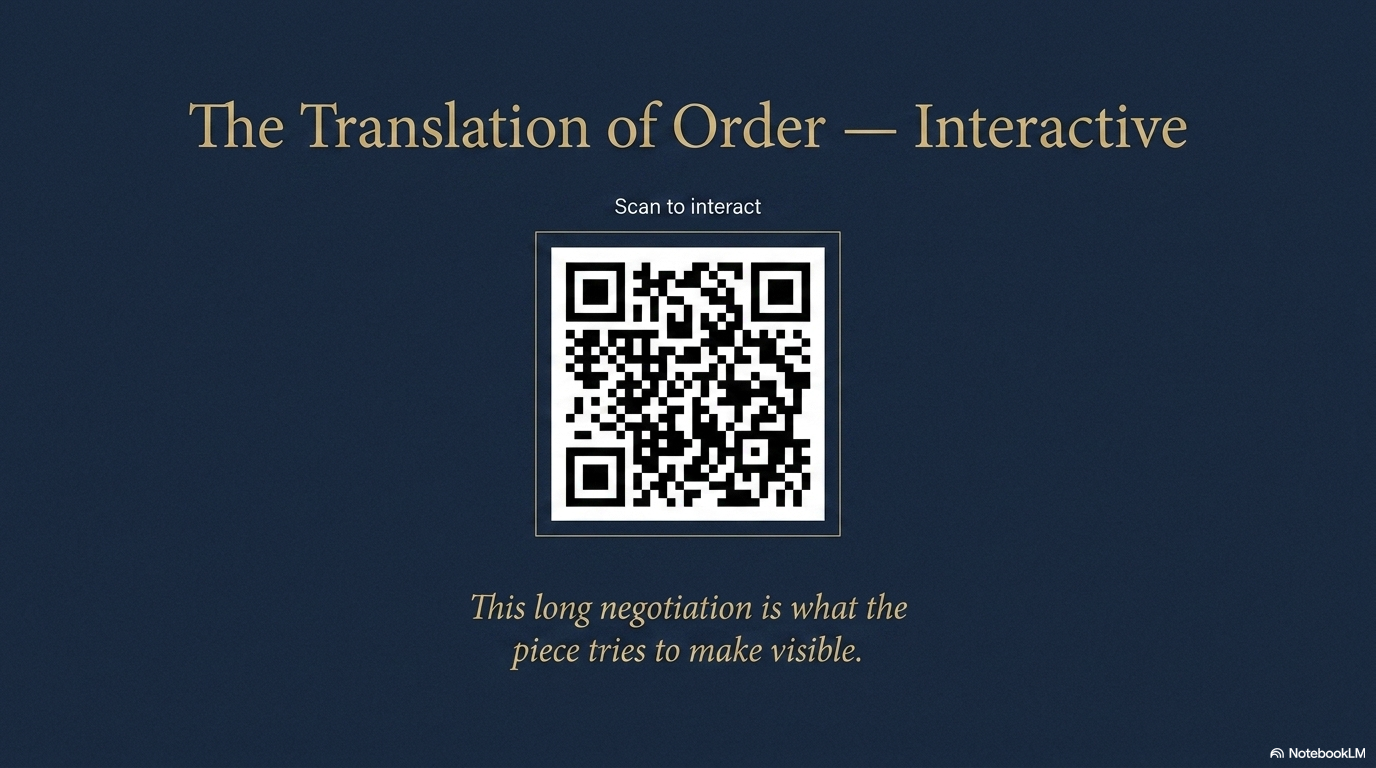 The Translation of Order — Interactive
Scan to interact
This long negotiation is what the
piece tries to make visible.
NotebookLM